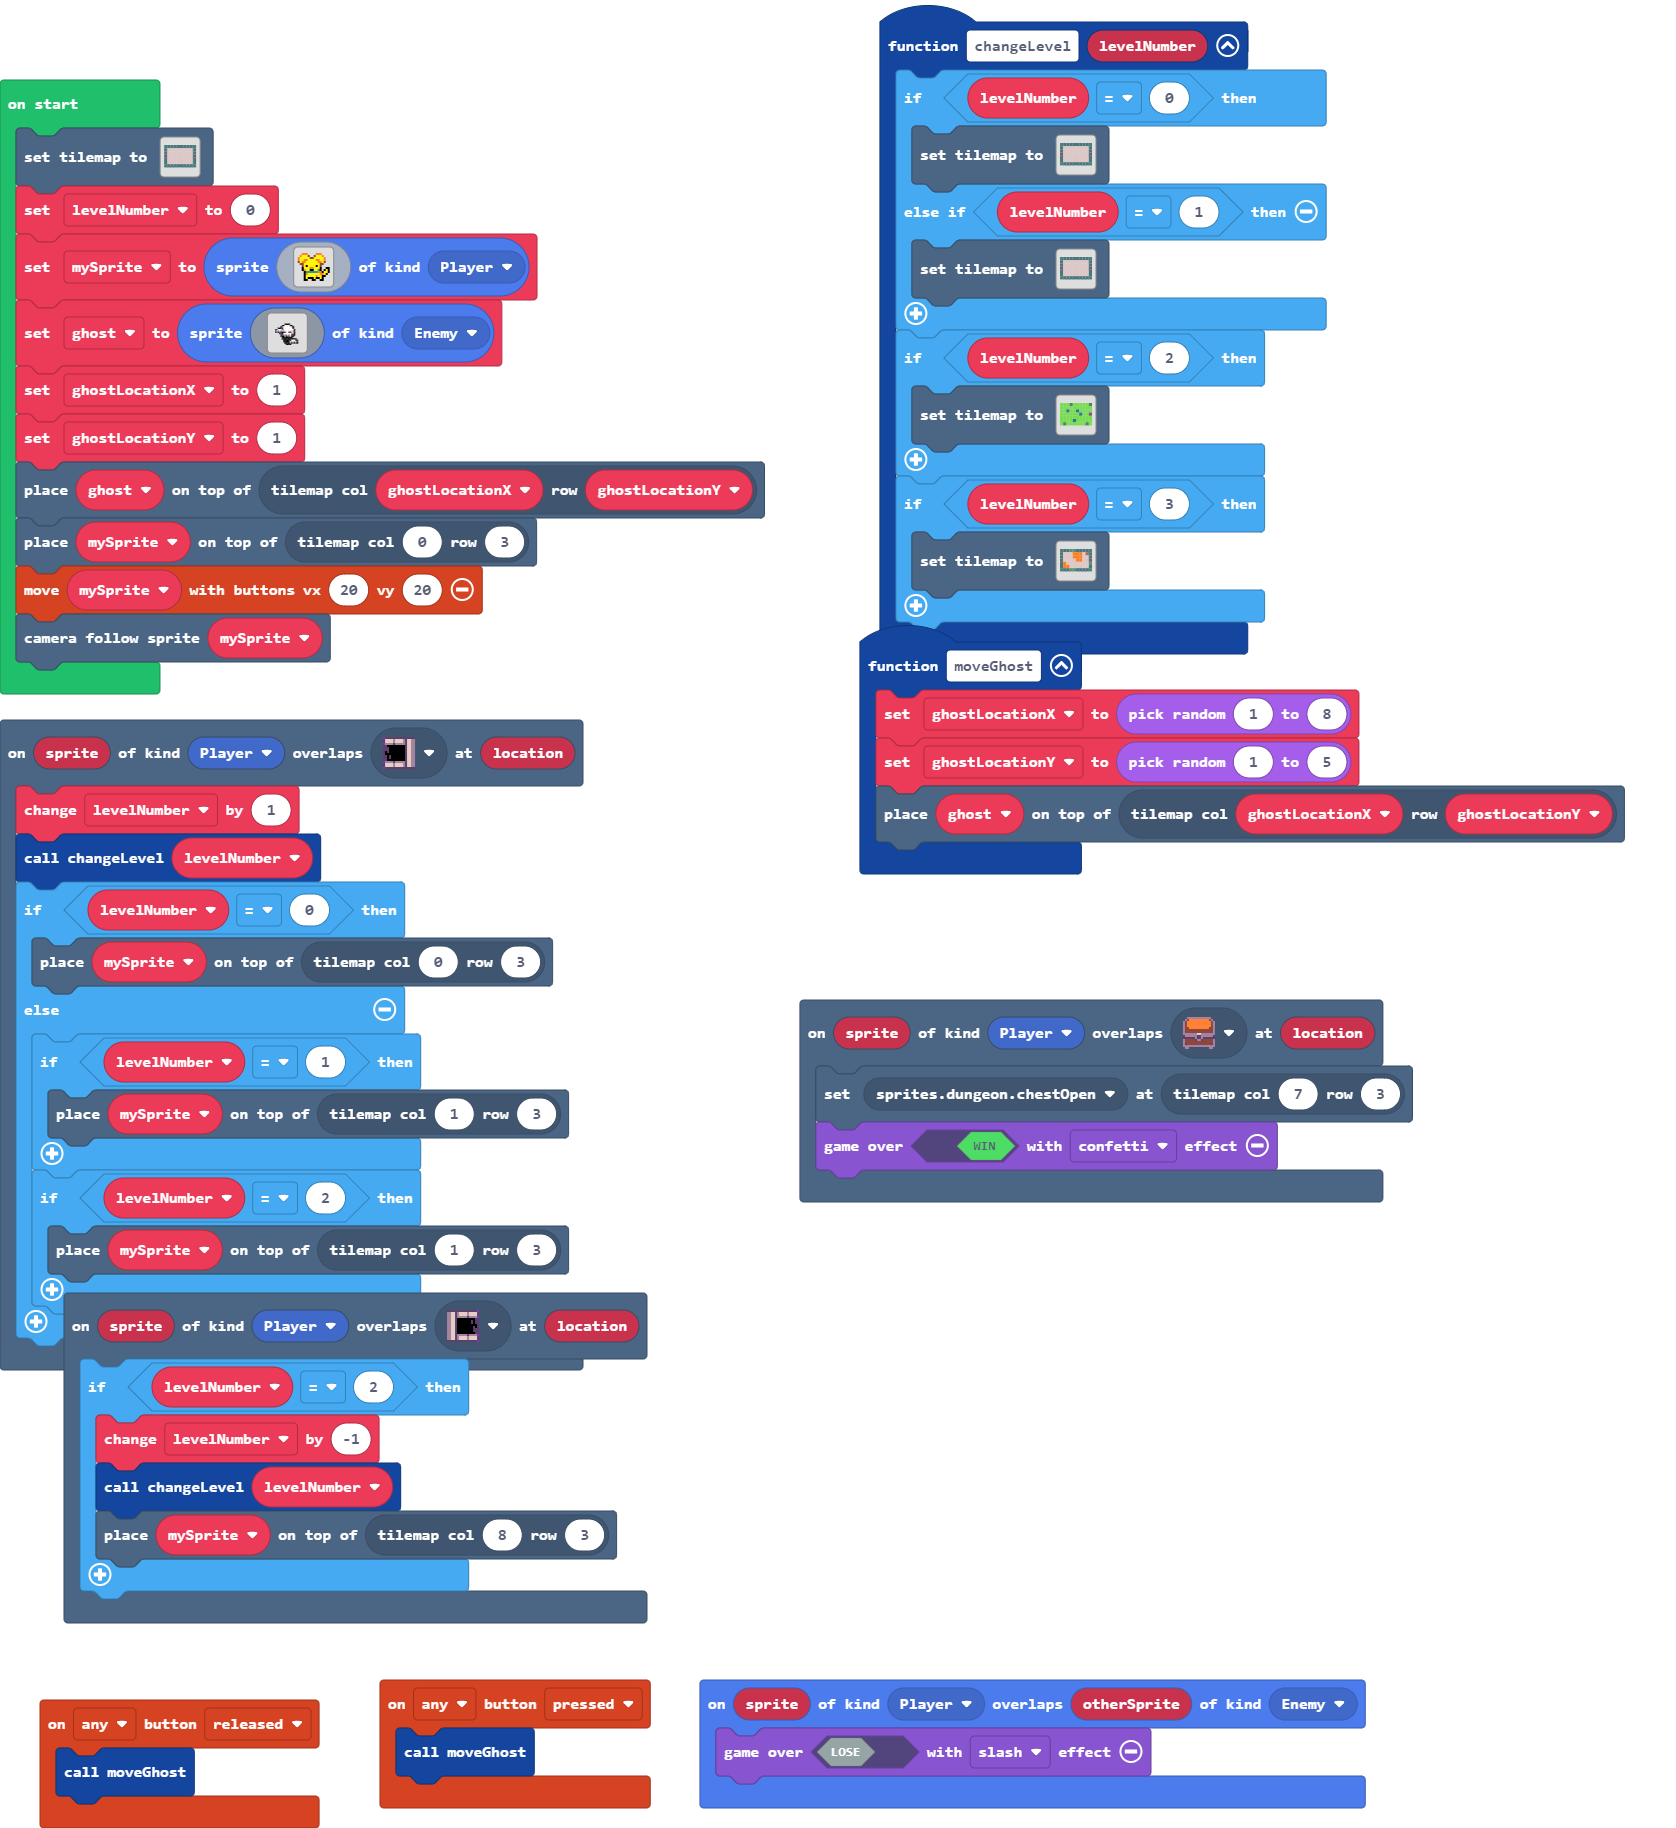 on start
set tilemap to
set levelNumber to 0
set mySprite to sprite of kind Player
set ghost to sprite of kind Enemy
set ghostLocationX to 1
set ghostLocationY to 1
place ghost on top of tilemap col ghostLocationX row ghostLocationY
place mySprite on top of tilemap col 0 row 3
move mySprite with buttons vx 20 vy 20
camera follow sprite mySprite
on sprite of kind Player overlaps at location
change levelNumber by 1
call changeLevel levelNumber
if levelNumber = 0 then
place mySprite on top of tilemap col 0 row 3
else
if levelNumber = 1 then
place mySprite on top of tilemap col 1 row 3
if levelNumber = 2 then
place mySprite on top of tilemap col 1 row 3
on sprite of kind Player overlaps at location
if levelNumber = 2 then
change levelNumber by -1
call changeLevel levelNumber
place mySprite on top of tilemap col 8 row 3
function changeLevel levelNumber
if levelNumber = 0 then
set tilemap to
else if levelNumber = 1 then
set tilemap to
if levelNumber = 2 then
set tilemap to
if levelNumber = 3 then
set tilemap to
function moveGhost
set ghostLocationX to pick random 1 to 8
set ghostLocationY to pick random 1 to 5
place ghost on top of tilemap col ghostLocationX row ghostLocationY
on sprite of kind Player overlaps at location
set sprites.dungeon.chestOpen at tilemap col 7 row 3
game over WIN with confetti effect
on any button released
call moveGhost
on any button pressed
call moveGhost
on sprite of kind Player overlaps otherSprite of kind Enemy
game over LOSE with slash effect